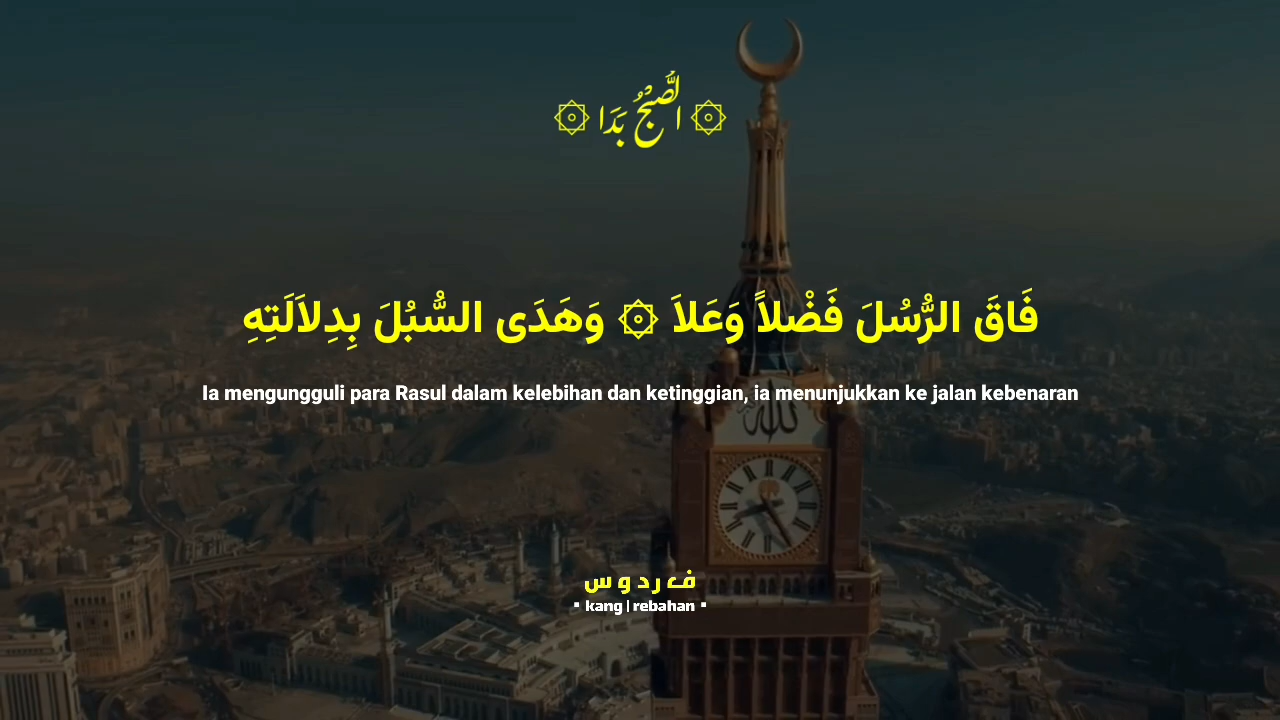 ۞ الصُّبْحُ بَدَا ۞
فَاقَ الرُّسُلَ فَضْلاً وَعَلاَ ۞ وَهَدَى السُّبُلَ بِدِلاَلَتِهِ
Ia mengungguli para Rasul dalam kelebihan dan ketinggian, ia menunjukkan ke jalan kebenaran
الله
ف ر د و س
▪ kang | rebahan ▪